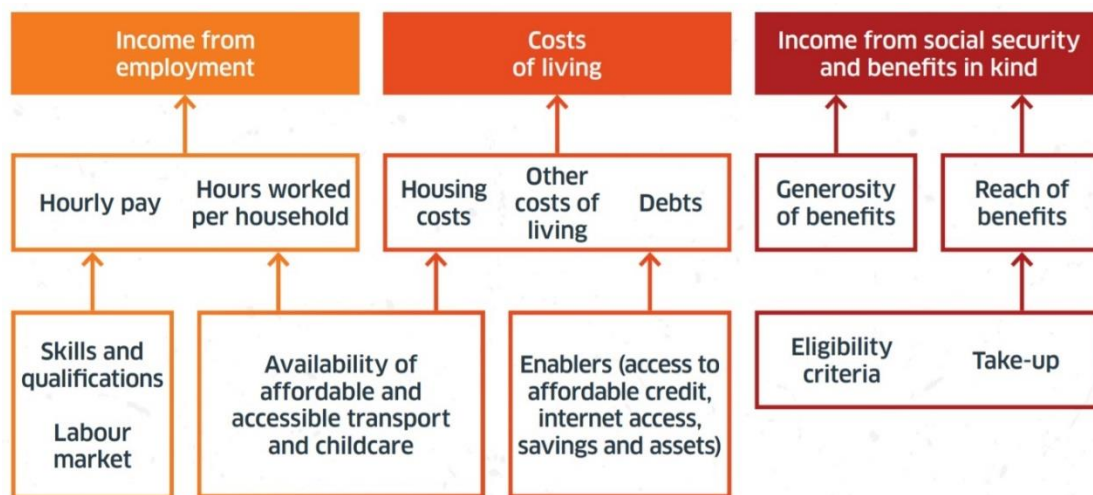 Income from
employment
Costs
of living
Income from social security
and benefits in kind
Hourly pay
Hours worked
per household
Housing
costs
Other
costs of
living
Debts
Generosity
of benefits
Reach of
benefits
Skills and
qualifications
Labour
market
Availability of
affordable and
accessible transport
and childcare
Enablers (access to
affordable credit,
internet access,
savings and assets)
Eligibility
criteria
Take-up